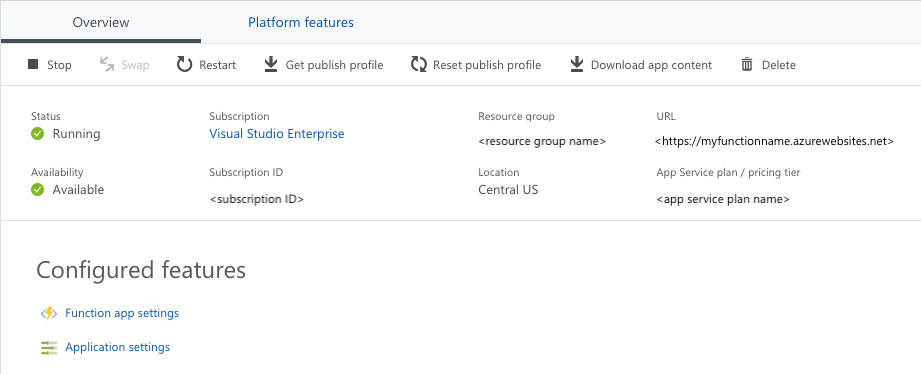 Overview Platform features
Stop Swap Restart Get publish profile Reset publish profile Download app content Delete
Status Subscription Resource group URL
Running Visual Studio Enterprise <resource group name> <https://myfunctionname.azurewebsites.net>
Availability Subscription ID Location App Service plan / pricing tier
Available <subscription ID> Central US <app service plan name>
Configured features
Function app settings
Application settings